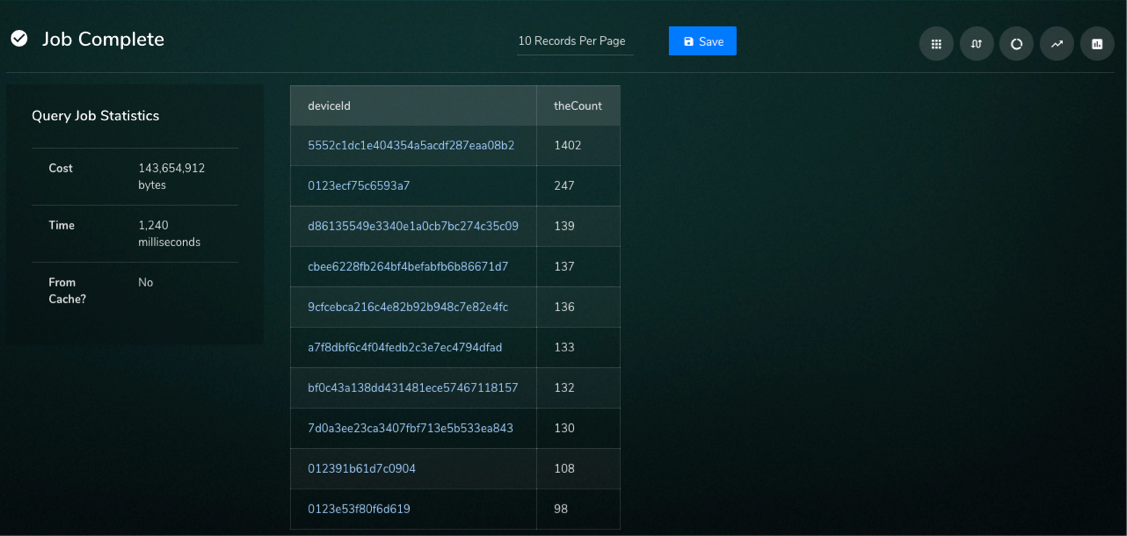 Job Complete
10 Records Per Page
Save
Query Job Statistics
Cost 143,654,912
bytes
Time 1,240
milliseconds
From No
Cache?
deviceId theCount
5552c1dc1e404354a5acdf287eaa08b2 1402
0123ecf75c6593a7 247
d86135549e3340e1a0cb7bc274c35c09 139
cbee6228fb264bf4befabfb6b86671d7 137
9cfcebca216c4e82b92b948c7e82e4fc 136
a7f8dbf6c4f04fedb2c3e7ec4794dfad 133
bf0c43a138dd431481ece57467118157 132
7d0a3ee23ca3407fbf713e5b533ea843 130
012391b61d7c0904 108
0123e53f80f6d619 98